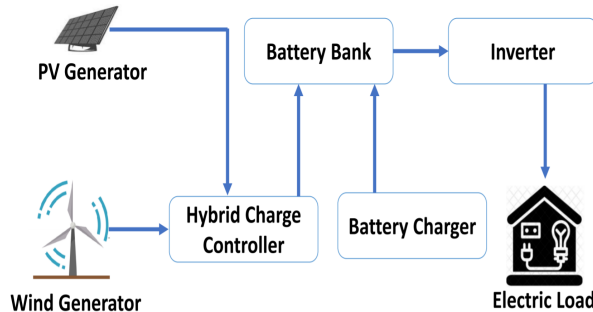 PV Generator
Battery Bank
Inverter
Hybrid Charge
Controller
Battery Charger
Wind Generator
Electric Load